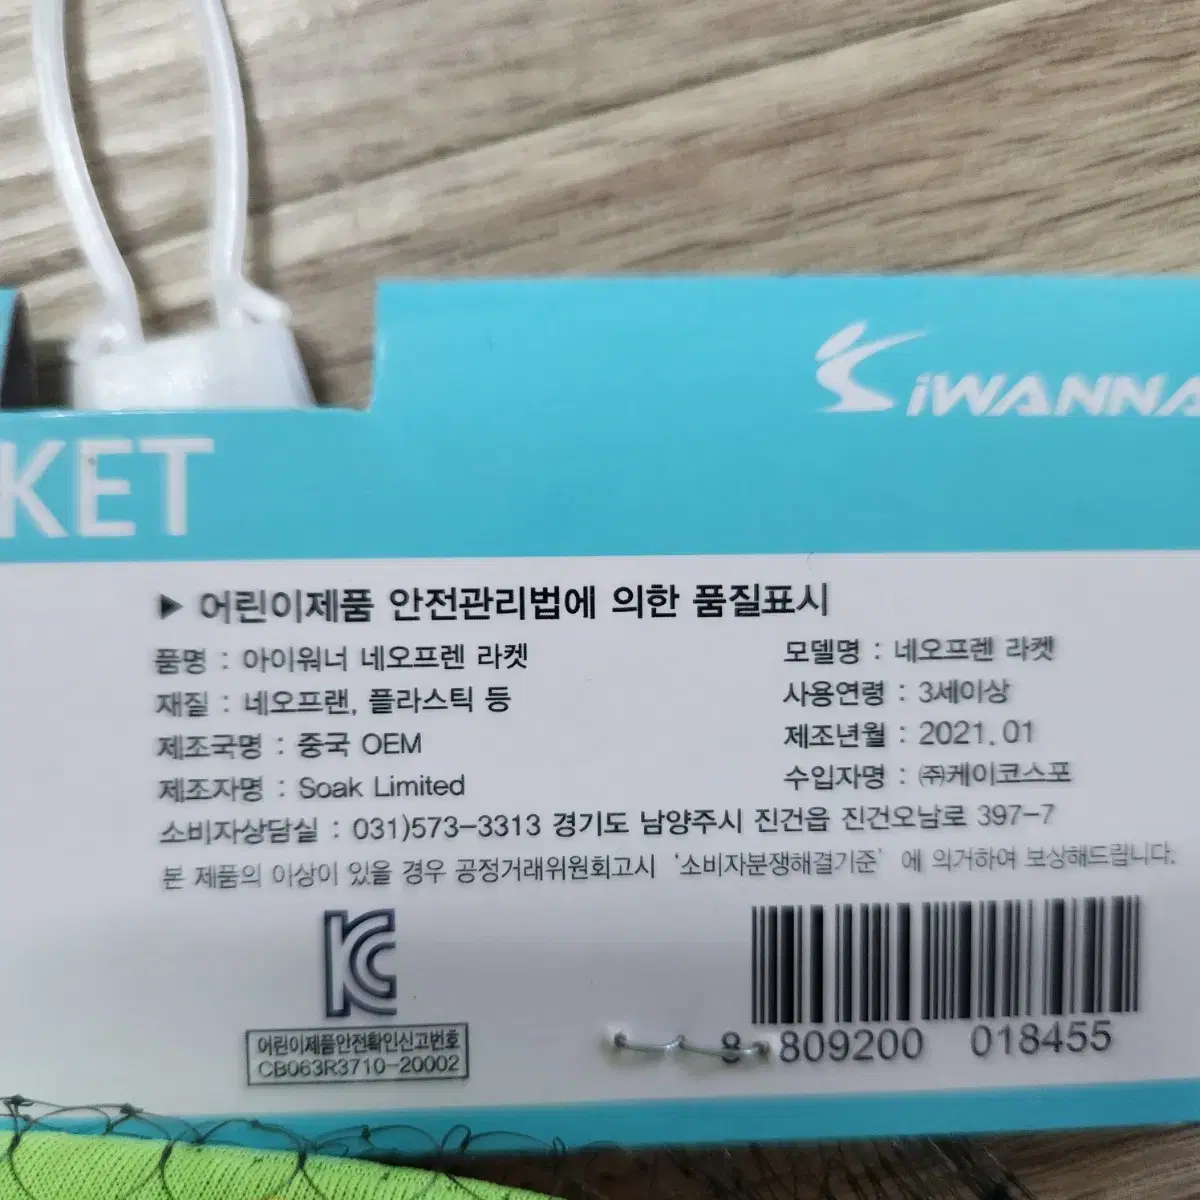 iWANNA
KET
▶ 어린이제품 안전관리법에 의한 품질표시
품명 : 아이워너 네오프렌 라켓
모델명 : 네오프렌 라켓
재질 : 네오프랜, 플라스틱 등
사용연령 : 3세이상
제조국명 : 중국 OEM
제조년월 : 2021.01
제조자명 : Soak Limited
수입자명 : ㈜케이코스포
소비자상담실 : 031)573-3313 경기도 남양주시 진건읍 진건오남로 397-7
본 제품의 이상이 있을 경우 공정거래위원회고시 '소비자분쟁해결기준' 에 의거하여 보상해드립니다.
KC
어린이제품안전확인신고번호
CB063R3710-20002
8 809200 018455